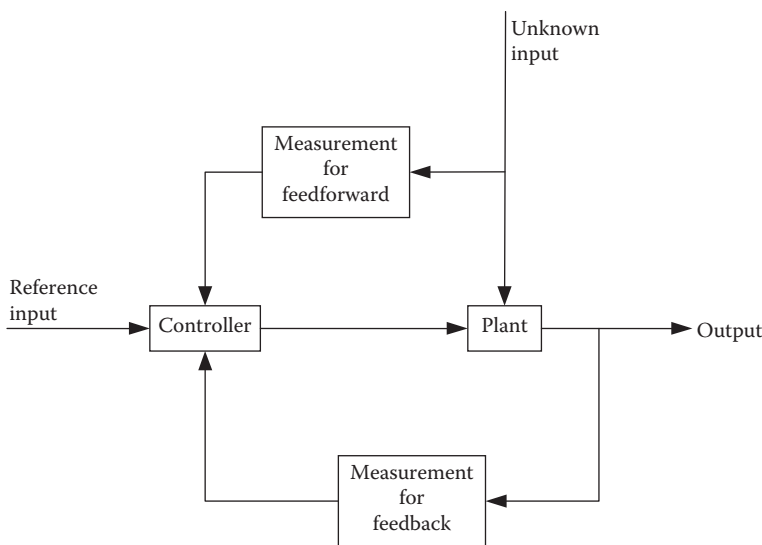 Unknown
input
Measurement
for
feedforward
Reference
input
Controller
Plant
Output
Measurement
for
feedback